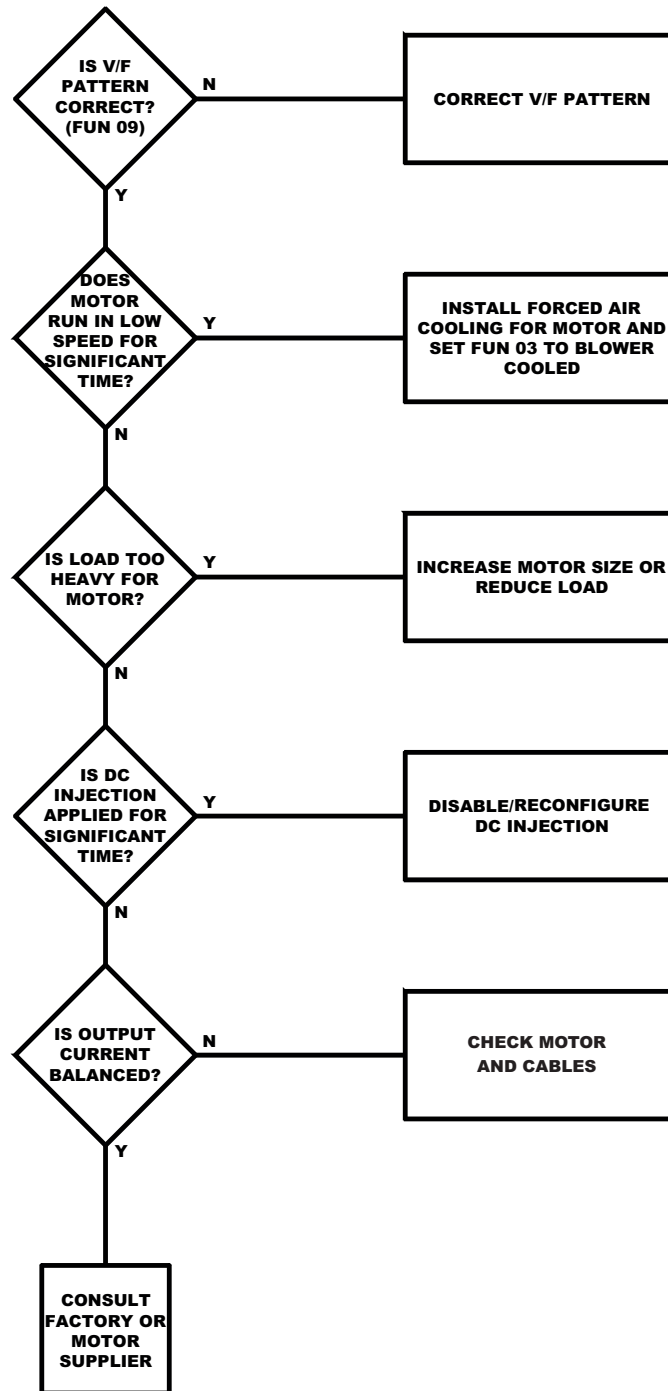 IS V/F
PATTERN
CORRECT?
(FUN 09)
N
CORRECT V/F PATTERN
Y
DOES
MOTOR
RUN IN LOW
SPEED FOR
SIGNIFICANT
TIME?
Y
INSTALL FORCED AIR
COOLING FOR MOTOR AND
SET FUN 03 TO BLOWER
COOLED
N
IS LOAD TOO
HEAVY FOR
MOTOR?
Y
INCREASE MOTOR SIZE OR
REDUCE LOAD
N
IS DC
INJECTION
APPLIED FOR
SIGNIFICANT
TIME?
Y
DISABLE/RECONFIGURE
DC INJECTION
N
IS OUTPUT
CURRENT
BALANCED?
N
CHECK MOTOR
AND CABLES
Y
CONSULT
FACTORY OR
MOTOR
SUPPLIER